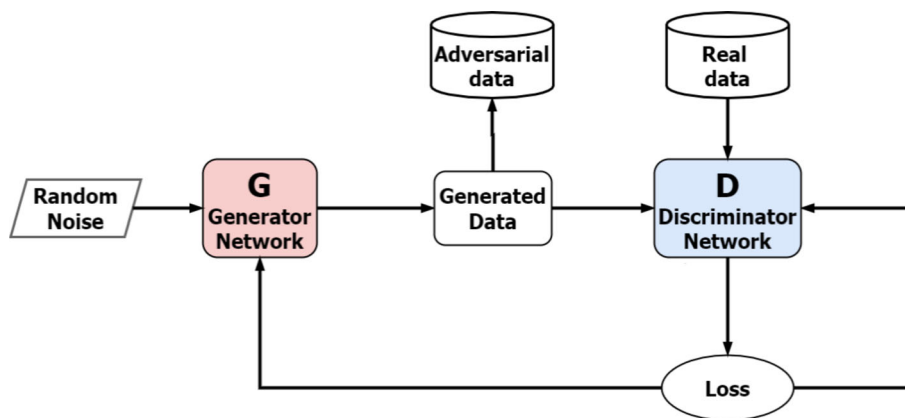 Adversarial
data
Real
data
Random
Noise
G
Generator
Network
Generated
Data
D
Discriminator
Network
Loss